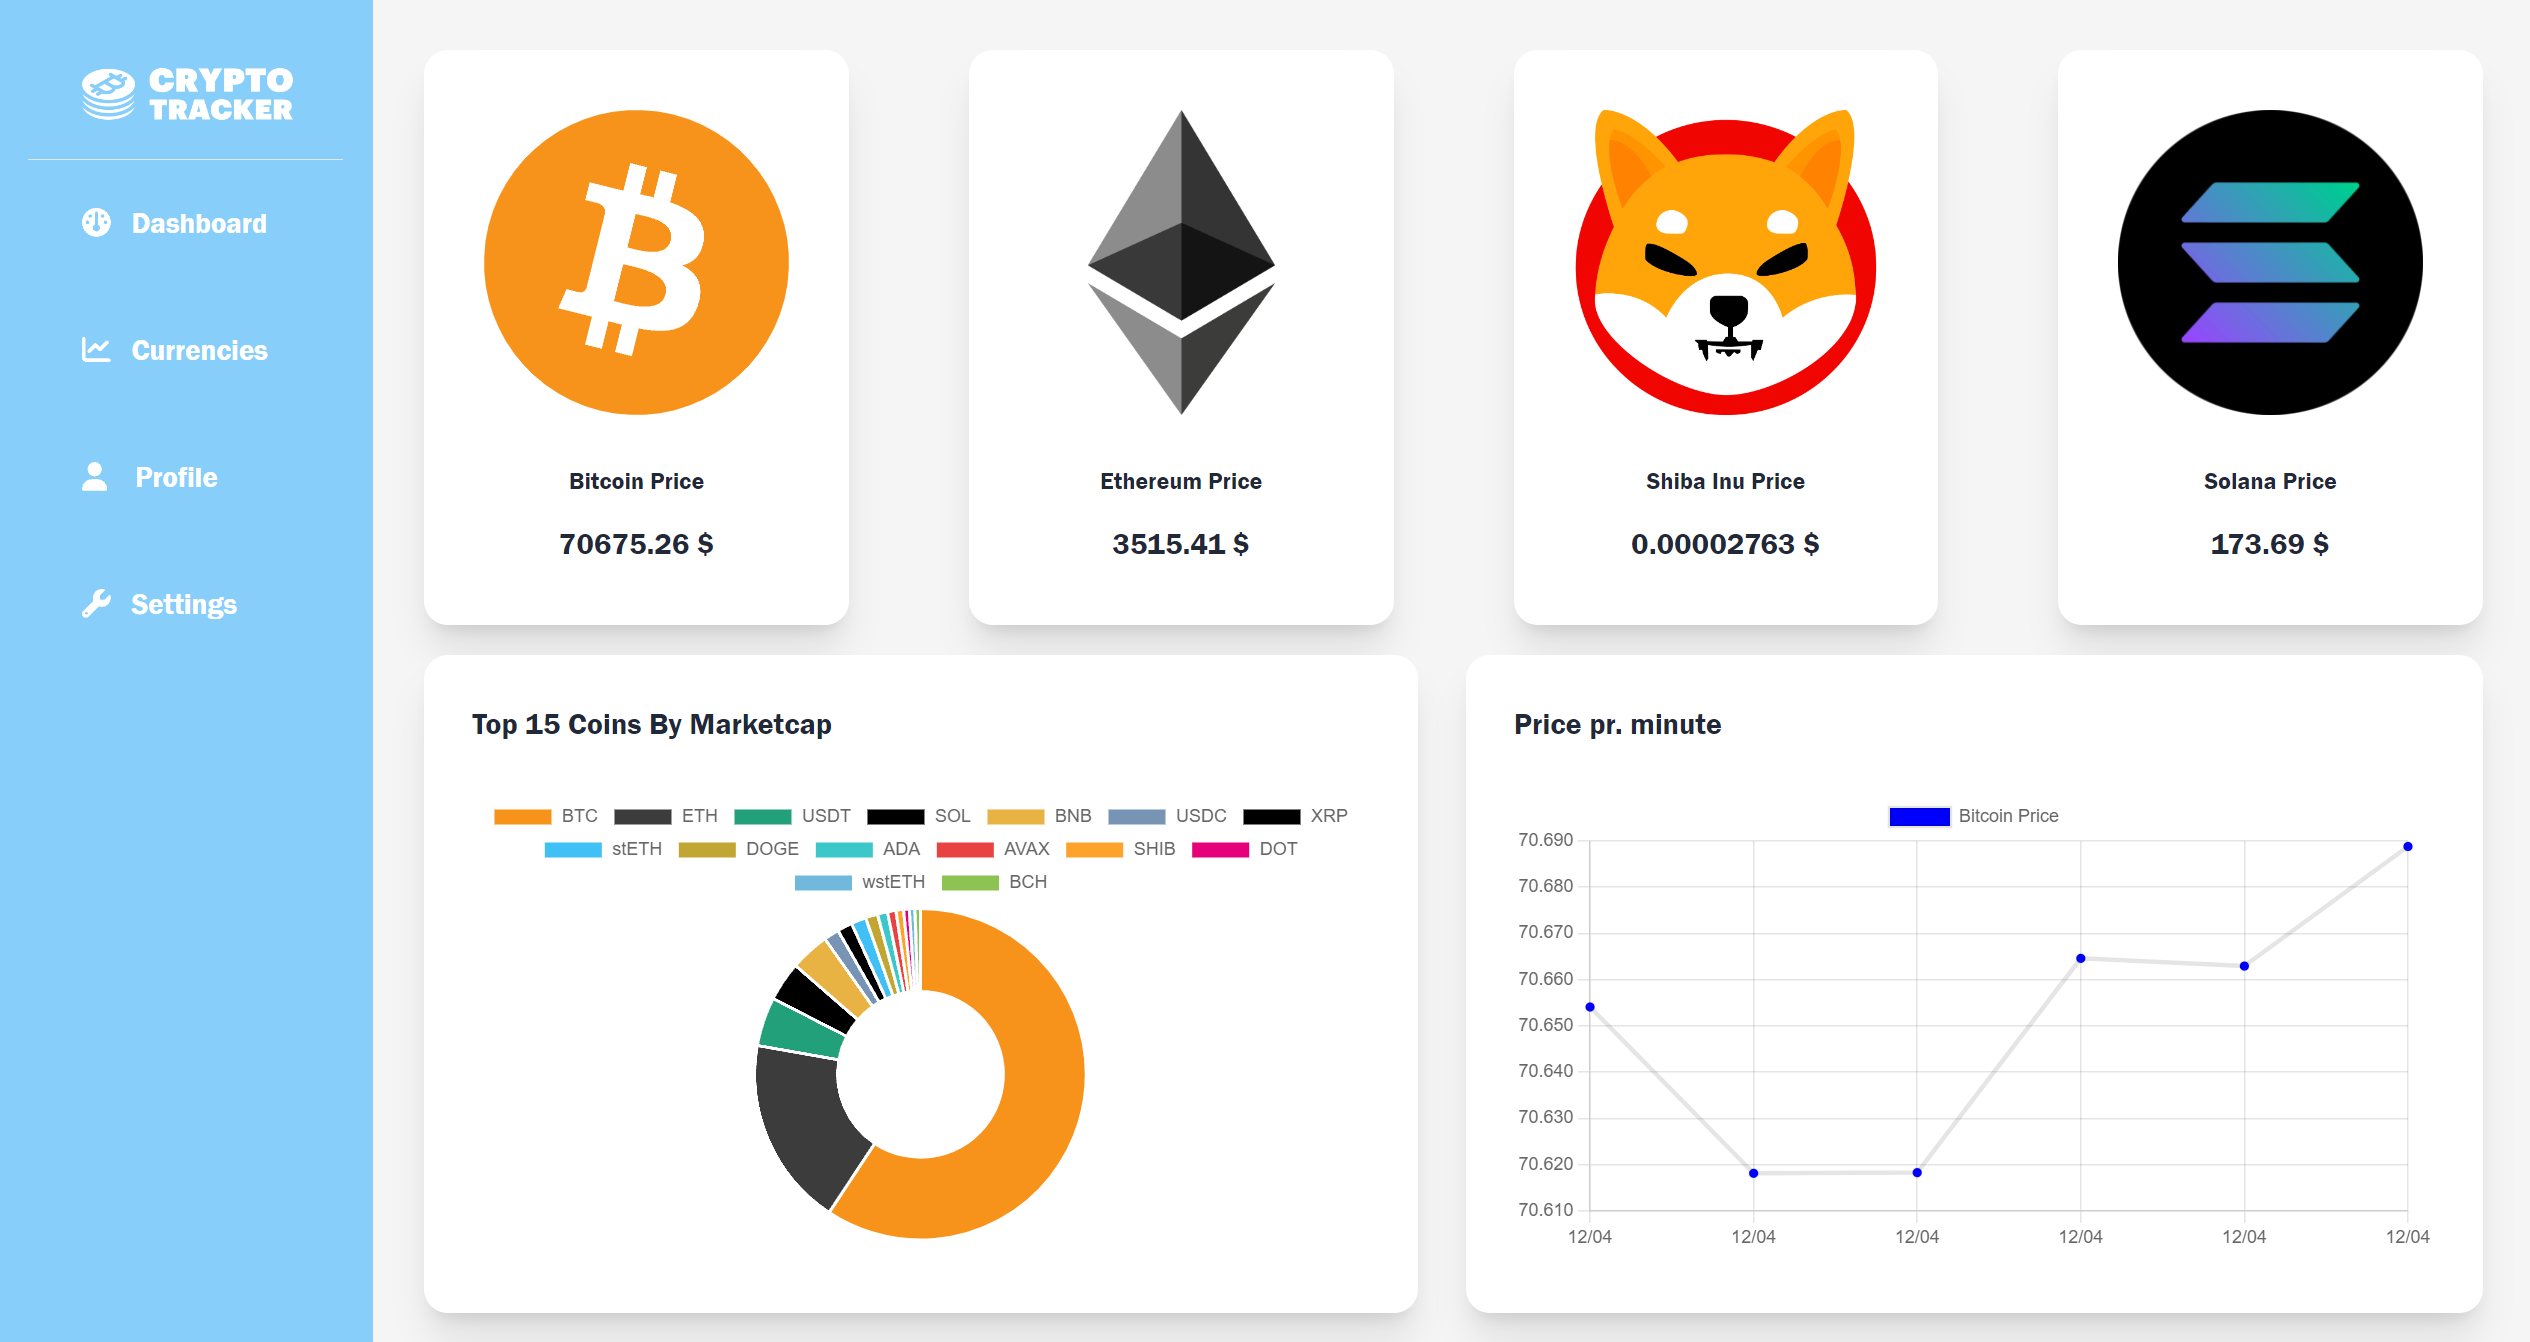 CRYPTO
TRACKER
Dashboard
Currencies
Profile
Settings
Bitcoin Price
70675.26 $
Ethereum Price
3515.41 $
Shiba Inu Price
0.00002763 $
Solana Price
173.69 $
Top 15 Coins By Marketcap
BTC ETH USDT SOL BNB USDC XRP
stETH DOGE ADA AVAX SHIB DOT
wstETH BCH
Price pr. minute
Bitcoin Price
70.690
70.680
70.670
70.660
70.650
70.640
70.630
70.620
70.610
12/04 12/04 12/04 12/04 12/04 12/04